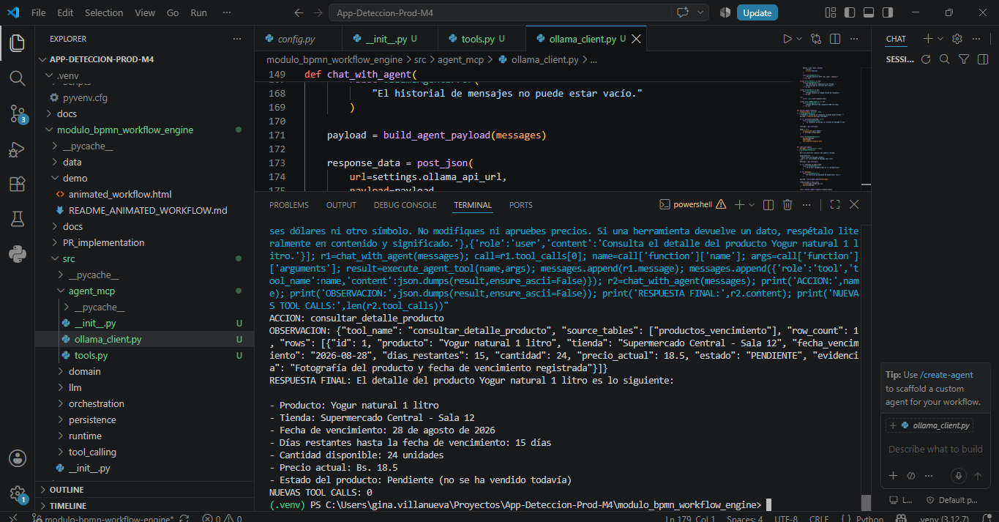 File Edit Selection View Go Run ···
App-Deteccion-Prod-M4
Update
EXPLORER
APP-DETECCION-PROD-M4
.venv
Scripts
pyvenv.cfg
docs
modulo_bpmn_workflow_engine
__pycache__
data
demo
animated_workflow.html
README_ANIMATED_WORKFLOW.md
docs
PR_implementation
src
__pycache__
agent_mcp
__pycache__
__init__.py U
ollama_client.py U
tools.py U
domain
llm
orchestration
persistence
runtime
tool_calling
__init__.py
OUTLINE
TIMELINE
3
1
config.py
__init__.py U
tools.py U
ollama_client.py U
modulo_bpmn_workflow_engine > src > agent_mcp > ollama_client.py > ...
149 def chat_with_agent(
168 "El historial de mensajes no puede estar vacío."
169 )
170
171 payload = build_agent_payload(messages)
172
173 response_data = post_json(
174 url=settings.ollama_api_url,
175 payload=payload
PROBLEMS OUTPUT DEBUG CONSOLE TERMINAL PORTS
powershell
ses dólares ni otro símbolo. No modifiques ni apruebes precios. Si una herramienta devuelve un dato, respétalo lite
ralmente en contenido y significado.'},{'role':'user','content':'Consulta el detalle del producto Yogur natural 1 l
itro.'}]; r1=chat_with_agent(messages); call=r1.tool_calls[0]; name=call['function']['name']; args=call['function']
['arguments']; result=execute_agent_tool(name,args); messages.append(r1.message); messages.append({'role':'tool','t
ool_name':name,'content':json.dumps(result,ensure_ascii=False)}); r2=chat_with_agent(messages); print('ACCION:',nam
e); print('OBSERVACION:',json.dumps(result,ensure_ascii=False)); print('RESPUESTA FINAL:',r2.content); print('NUEVA
S TOOL CALLS:',len(r2.tool_calls))"
ACCION: consultar_detalle_producto
OBSERVACION: {"tool_name": "consultar_detalle_producto", "source_tables": ["productos_vencimiento"], "row_count": 1
, "rows": [{"id": 1, "producto": "Yogur natural 1 litro", "tienda": "Supermercado Central - Sala 12", "fecha_vencim
iento": "2026-08-28", "dias_restantes": 15, "cantidad": 24, "precio_actual": 18.5, "estado": "PENDIENTE", "evidenci
a": "Fotografía del producto y fecha de vencimiento registrada"}]}
RESPUESTA FINAL: El detalle del producto Yogur natural 1 litro es lo siguiente:
- Producto: Yogur natural 1 litro
- Tienda: Supermercado Central - Sala 12
- Fecha de vencimiento: 28 de agosto de 2026
- Días restantes hasta la fecha de vencimiento: 15 días
- Cantidad disponible: 24 unidades
- Precio actual: Bs. 18.5
- Estado del producto: Pendiente (no se ha vendido todavía)
NUEVAS TOOL CALLS: 0
(.venv) PS C:\Users\gina.villanueva\Proyectos\App-Deteccion-Prod-M4\modulo_bpmn_workflow_engine>
CHAT
SESSI...
Tip: Use /create-agent
to scaffold a custom
agent for your workflow.
ollama_client.py
Describe what to build
L... Default p...
modulo-bpmn-workflow-engine* 0 0 Ln 179, Col 1 Spaces: 4 UTF-8 CRLF {} Python .venv (3.12.7)